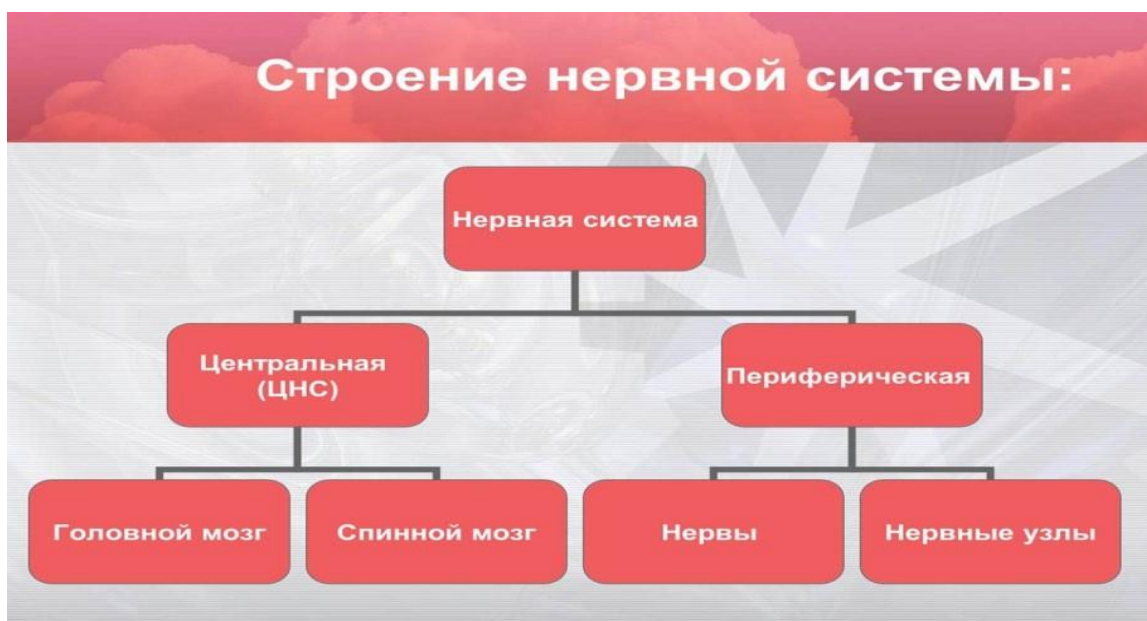 Строение нервной системы:
Нервная система
Центральная
(ЦНС)
Периферическая
Головной мозг
Спинной мозг
Нервы
Нервные узлы